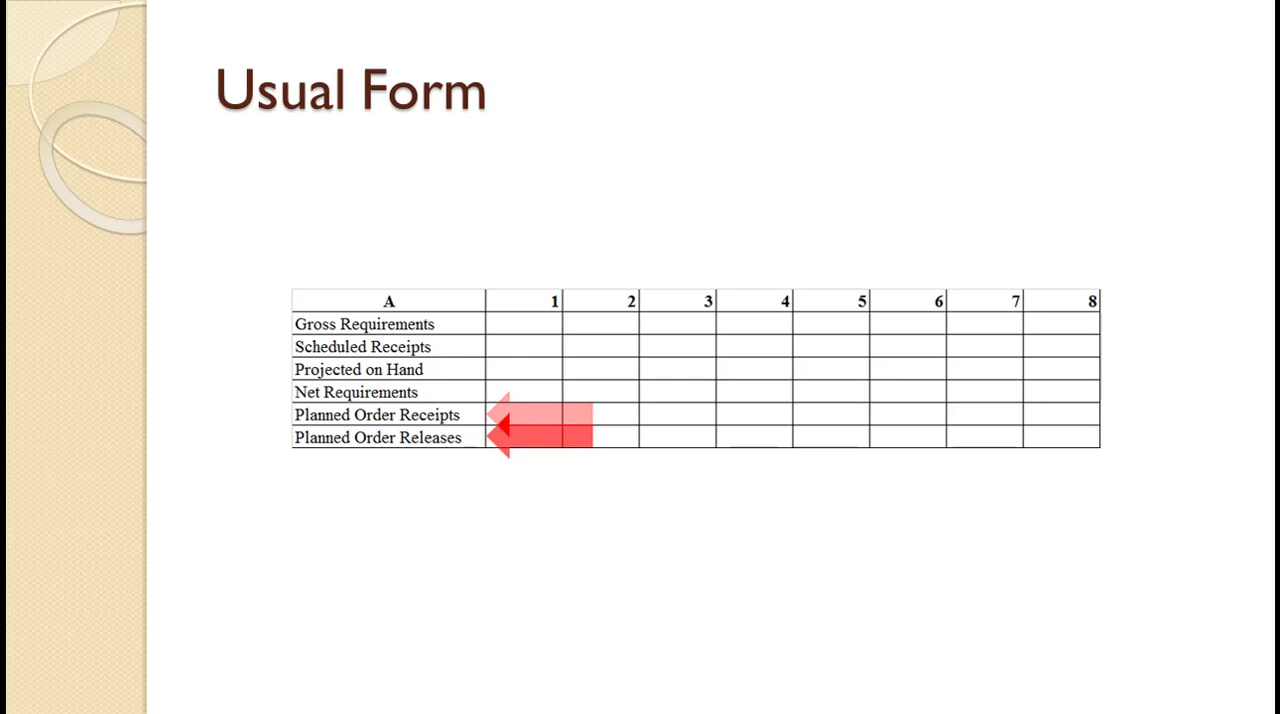 Usual Form
A 1 2 3 4 5 6 7 8
Gross Requirements
Scheduled Receipts
Projected on Hand
Net Requirements
Planned Order Receipts
Planned Order Releases